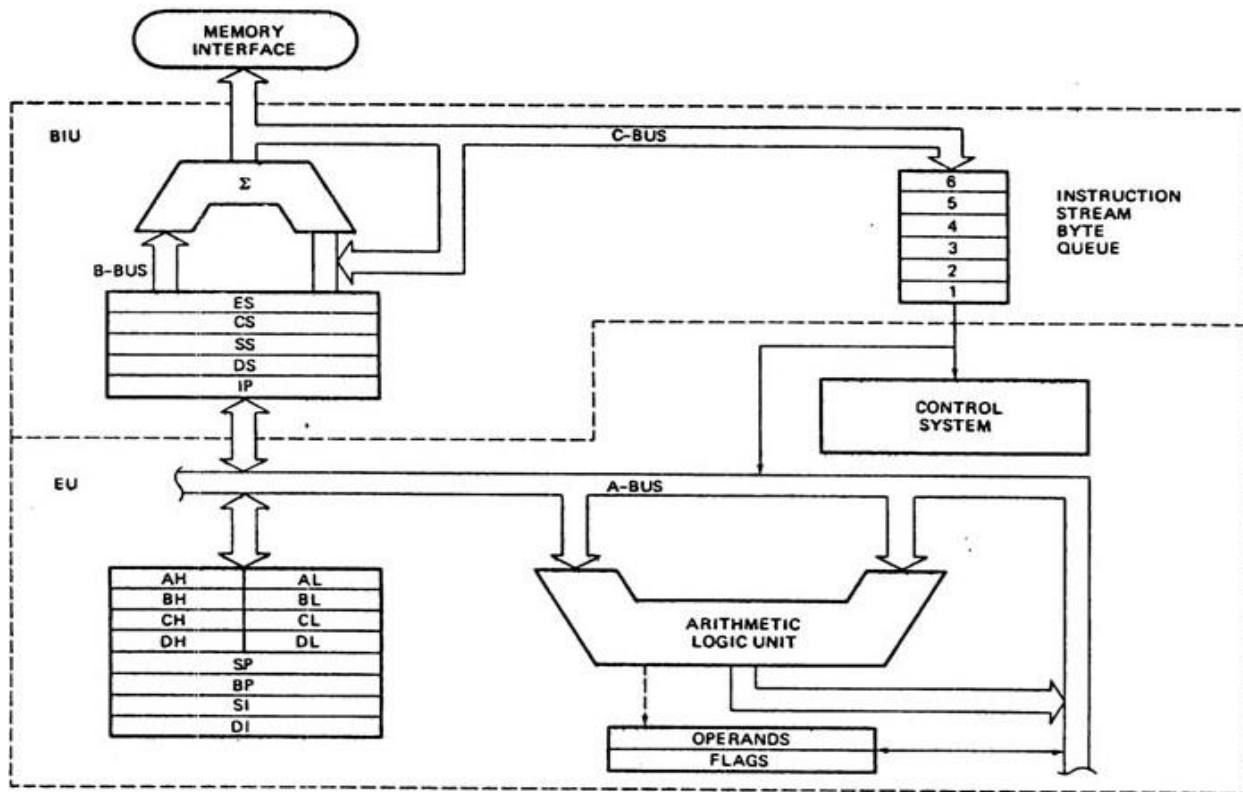 MEMORY
INTERFACE
BIU
C-BUS
Σ
6
5
4
3
2
1
INSTRUCTION
STREAM
BYTE
QUEUE
B-BUS
ES
CS
SS
DS
IP
CONTROL
SYSTEM
EU
A-BUS
AH AL
BH BL
CH CL
DH DL
SP
BP
SI
DI
ARITHMETIC
LOGIC UNIT
OPERANDS
FLAGS